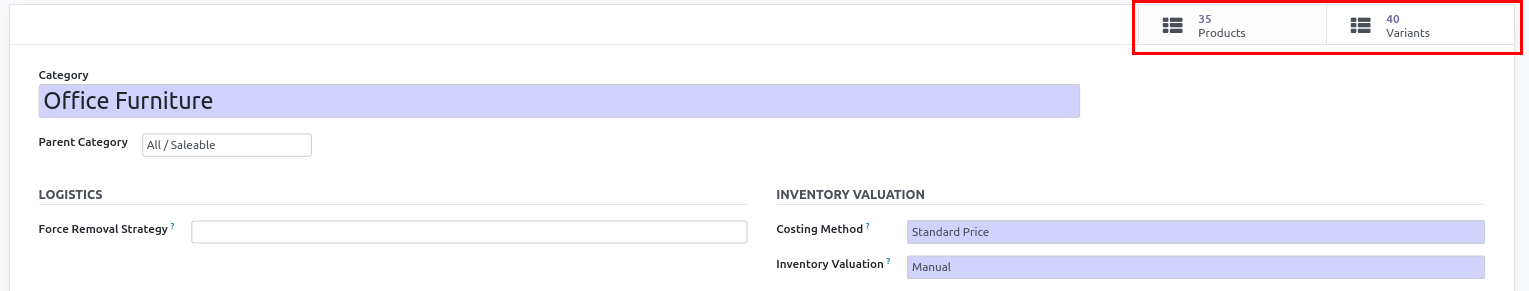 35
Products
40
Variants
Category
Office Furniture
Parent Category
All / Saleable
LOGISTICS
INVENTORY VALUATION
Force Removal Strategy ?
Costing Method ?
Standard Price
Inventory Valuation ?
Manual